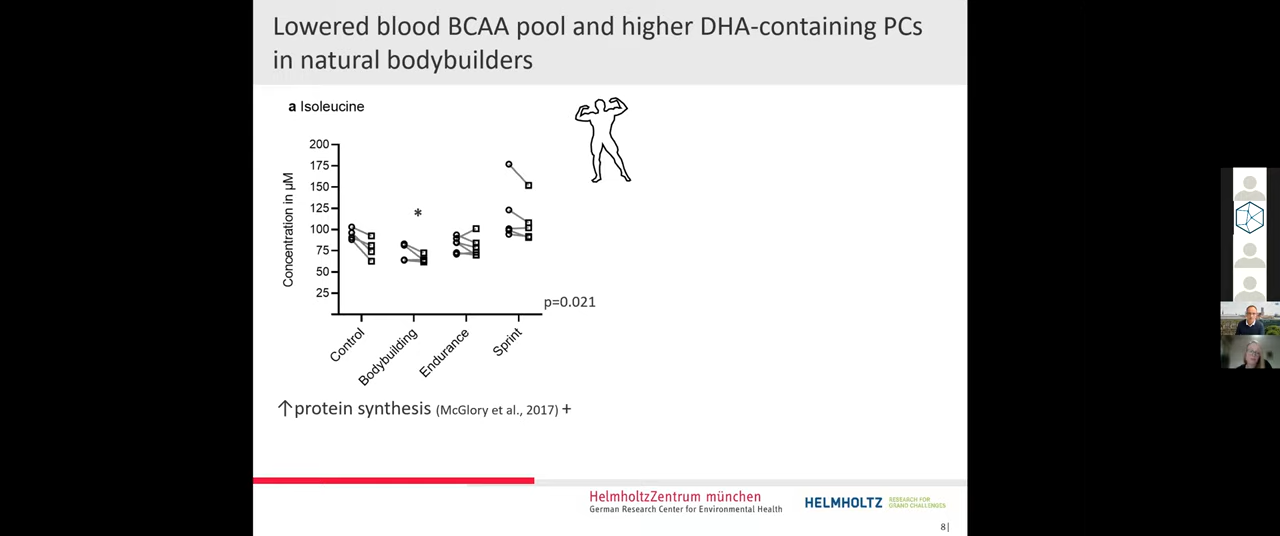 Lowered blood BCAA pool and higher DHA-containing PCs
in natural bodybuilders
a Isoleucine
Concentration in µM
200
175
150
125
100
75
50
25
*
p=0.021
Control
Bodybuilding
Endurance
Sprint
↑protein synthesis (McGlory et al., 2017) +
HelmholtzZentrum münchen
German Research Center for Environmental Health
HELMHOLTZ
RESEARCH FOR
GRAND CHALLENGES
8|